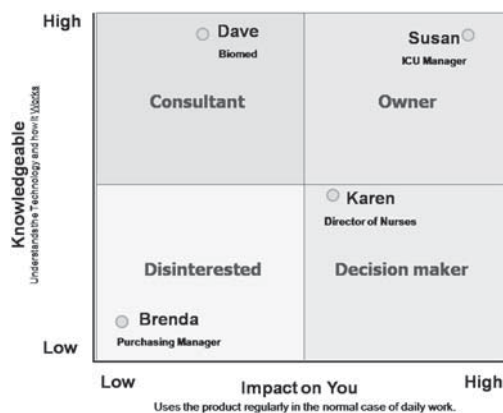 High
Dave
Biomed
Susan
ICU Manager
Consultant
Owner
Knowledgeable
Understands the Technology and how it Works
Karen
Director of Nurses
Disinterested
Decision maker
Brenda
Purchasing Manager
Low
Low
Impact on You
High
Uses the product regularly in the normal case of daily work.